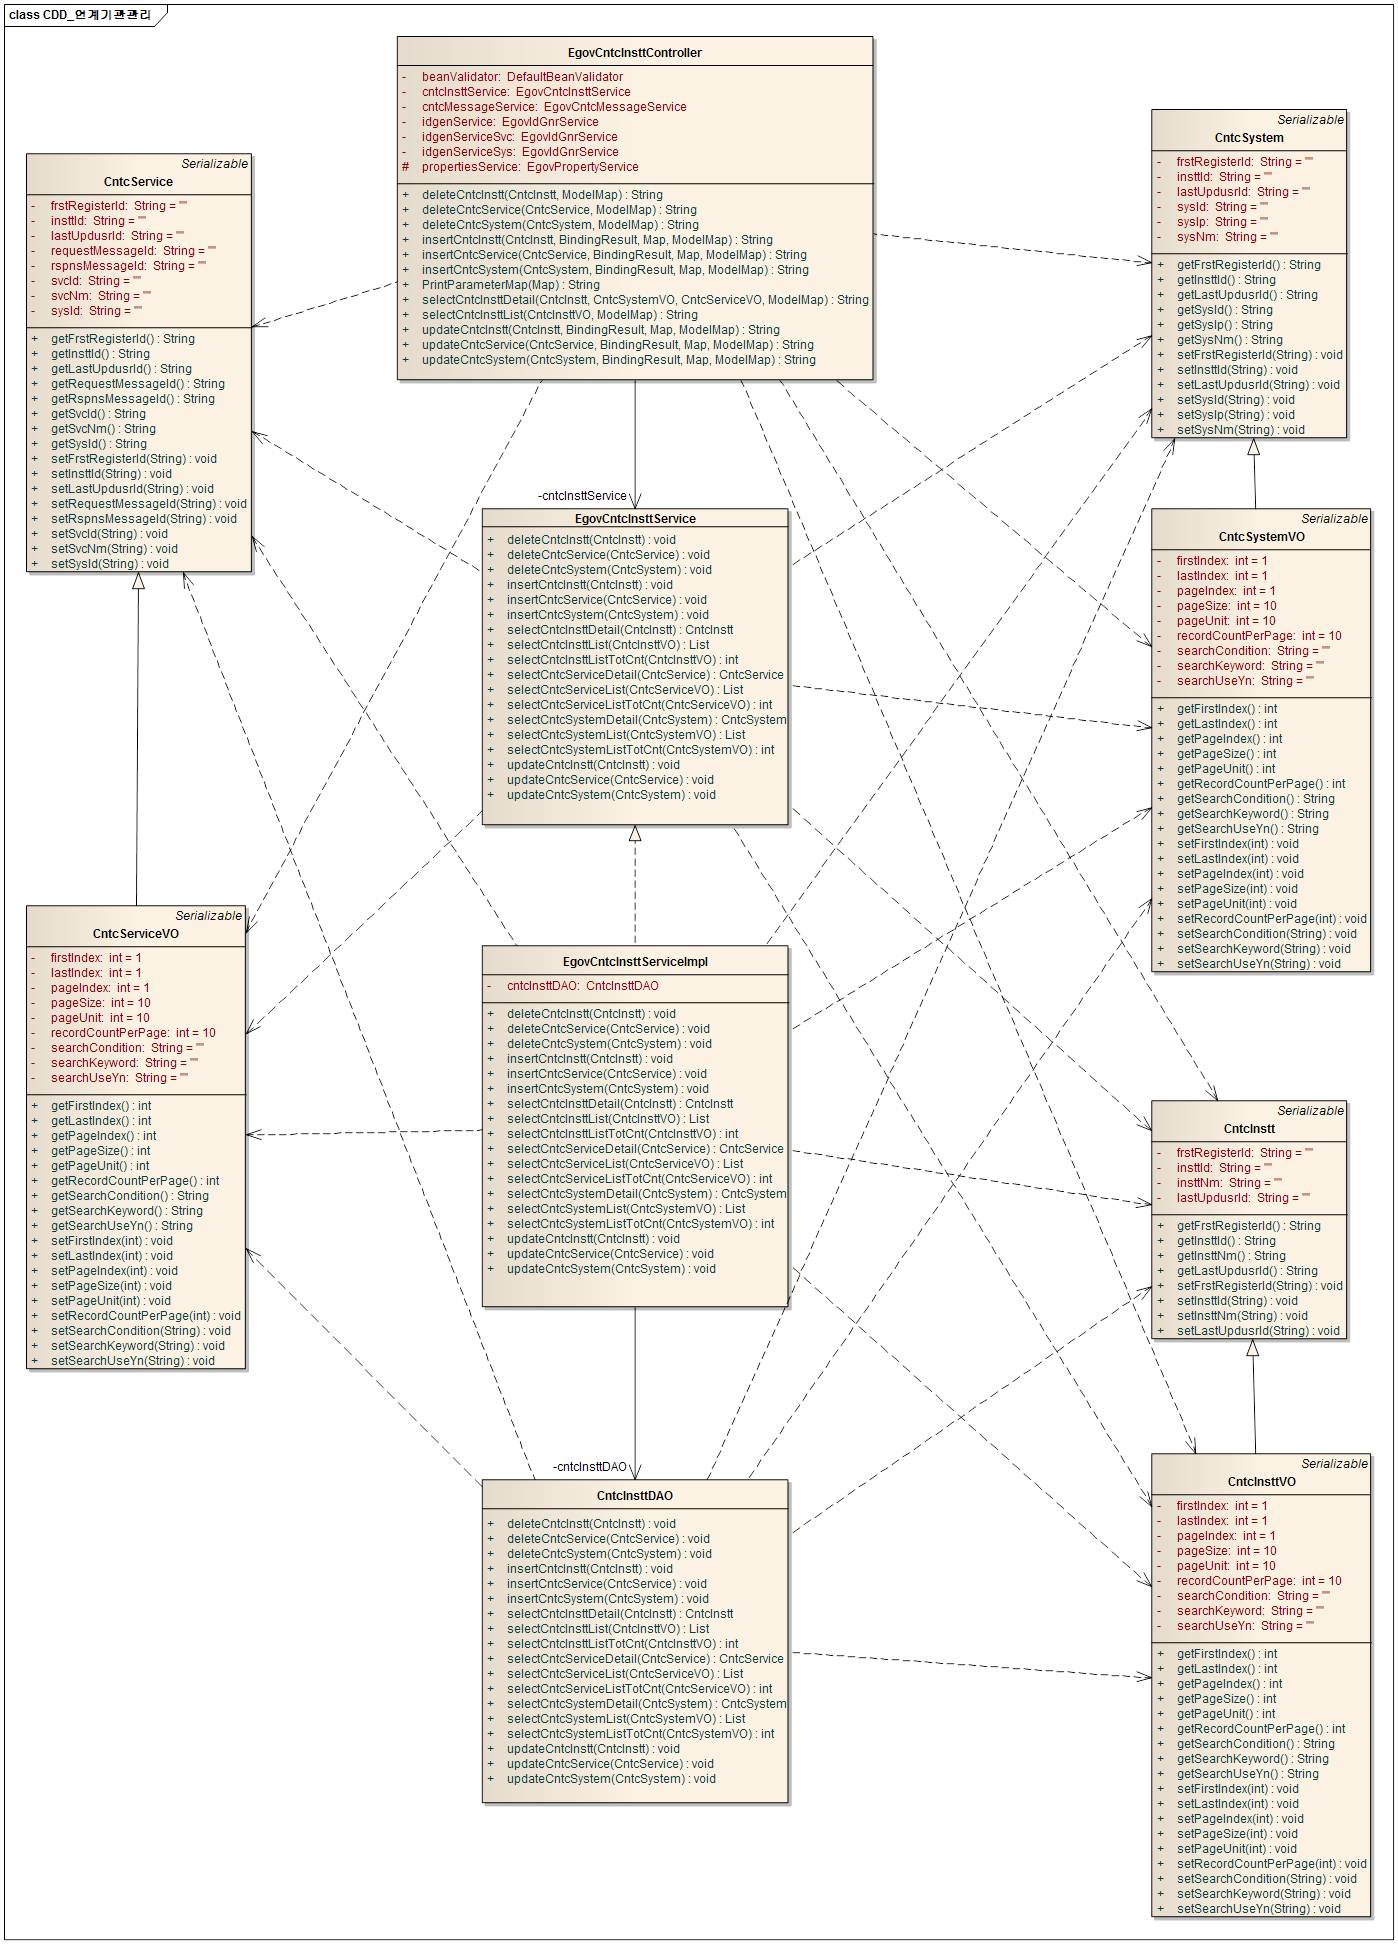 class CDD_연계기관관리
EgovCntcInsttController
- beanValidator: DefaultBeanValidator
- cntcInsttService: EgovCntcInsttService
- cntcMessageService: EgovCntcMessageService
- idgenService: EgovIdGnrService
- idgenServiceSvc: EgovIdGnrService
- idgenServiceSys: EgovIdGnrService
# propertiesService: EgovPropertyService
+ deleteCntcInstt(CntcInstt, ModelMap) : String
+ deleteCntcService(CntcService, ModelMap) : String
+ deleteCntcSystem(CntcSystem, ModelMap) : String
+ insertCntcInstt(CntcInstt, BindingResult, Map, ModelMap) : String
+ insertCntcService(CntcService, BindingResult, Map, ModelMap) : String
+ insertCntcSystem(CntcSystem, BindingResult, Map, ModelMap) : String
+ PrintParameterMap(Map) : String
+ selectCntcInsttDetail(CntcInstt, CntcSystemVO, CntcServiceVO, ModelMap) : String
+ selectCntcInsttList(CntcInsttVO, ModelMap) : String
+ updateCntcInstt(CntcInstt, BindingResult, Map, ModelMap) : String
+ updateCntcService(CntcService, BindingResult, Map, ModelMap) : String
+ updateCntcSystem(CntcSystem, BindingResult, Map, ModelMap) : String
Serializable
CntcService
- frstRegisterId: String = ""
- insttId: String = ""
- lastUpdusrId: String = ""
- requestMessageId: String = ""
- rspnsMessageId: String = ""
- svcId: String = ""
- svcNm: String = ""
- sysId: String = ""
+ getFrstRegisterId() : String
+ getInsttId() : String
+ getLastUpdusrId() : String
+ getRequestMessageId() : String
+ getRspnsMessageId() : String
+ getSvcId() : String
+ getSvcNm() : String
+ getSysId() : String
+ setFrstRegisterId(String) : void
+ setInsttId(String) : void
+ setLastUpdusrId(String) : void
+ setRequestMessageId(String) : void
+ setRspnsMessageId(String) : void
+ setSvcId(String) : void
+ setSvcNm(String) : void
+ setSysId(String) : void
Serializable
CntcSystem
- frstRegisterId: String = ""
- insttId: String = ""
- lastUpdusrId: String = ""
- sysId: String = ""
- sysIp: String = ""
- sysNm: String = ""
+ getFrstRegisterId() : String
+ getInsttId() : String
+ getLastUpdusrId() : String
+ getSysId() : String
+ getSysIp() : String
+ getSysNm() : String
+ setFrstRegisterId(String) : void
+ setInsttId(String) : void
+ setLastUpdusrId(String) : void
+ setSysId(String) : void
+ setSysIp(String) : void
+ setSysNm(String) : void
-cntcInsttService
EgovCntcInsttService
+ deleteCntcInstt(CntcInstt) : void
+ deleteCntcService(CntcService) : void
+ deleteCntcSystem(CntcSystem) : void
+ insertCntcInstt(CntcInstt) : void
+ insertCntcService(CntcService) : void
+ insertCntcSystem(CntcSystem) : void
+ selectCntcInsttDetail(CntcInstt) : CntcInstt
+ selectCntcInsttList(CntcInsttVO) : List
+ selectCntcInsttListTotCnt(CntcInsttVO) : int
+ selectCntcServiceDetail(CntcService) : CntcService
+ selectCntcServiceList(CntcServiceVO) : List
+ selectCntcServiceListTotCnt(CntcServiceVO) : int
+ selectCntcSystemDetail(CntcSystem) : CntcSystem
+ selectCntcSystemList(CntcSystemVO) : List
+ selectCntcSystemListTotCnt(CntcSystemVO) : int
+ updateCntcInstt(CntcInstt) : void
+ updateCntcService(CntcService) : void
+ updateCntcSystem(CntcSystem) : void
Serializable
CntcSystemVO
- firstIndex: int = 1
- lastIndex: int = 1
- pageIndex: int = 1
- pageSize: int = 10
- pageUnit: int = 10
- recordCountPerPage: int = 10
- searchCondition: String = ""
- searchKeyword: String = ""
- searchUseYn: String = ""
+ getFirstIndex() : int
+ getLastIndex() : int
+ getPageIndex() : int
+ getPageSize() : int
+ getPageUnit() : int
+ getRecordCountPerPage() : int
+ getSearchCondition() : String
+ getSearchKeyword() : String
+ getSearchUseYn() : String
+ setFirstIndex(int) : void
+ setLastIndex(int) : void
+ setPageIndex(int) : void
+ setPageSize(int) : void
+ setPageUnit(int) : void
+ setRecordCountPerPage(int) : void
+ setSearchCondition(String) : void
+ setSearchKeyword(String) : void
+ setSearchUseYn(String) : void
Serializable
CntcServiceVO
- firstIndex: int = 1
- lastIndex: int = 1
- pageIndex: int = 1
- pageSize: int = 10
- pageUnit: int = 10
- recordCountPerPage: int = 10
- searchCondition: String = ""
- searchKeyword: String = ""
- searchUseYn: String = ""
+ getFirstIndex() : int
+ getLastIndex() : int
+ getPageIndex() : int
+ getPageSize() : int
+ getPageUnit() : int
+ getRecordCountPerPage() : int
+ getSearchCondition() : String
+ getSearchKeyword() : String
+ getSearchUseYn() : String
+ setFirstIndex(int) : void
+ setLastIndex(int) : void
+ setPageIndex(int) : void
+ setPageSize(int) : void
+ setPageUnit(int) : void
+ setRecordCountPerPage(int) : void
+ setSearchCondition(String) : void
+ setSearchKeyword(String) : void
+ setSearchUseYn(String) : void
EgovCntcInsttServiceImpl
- cntcInsttDAO: CntcInsttDAO
+ deleteCntcInstt(CntcInstt) : void
+ deleteCntcService(CntcService) : void
+ deleteCntcSystem(CntcSystem) : void
+ insertCntcInstt(CntcInstt) : void
+ insertCntcService(CntcService) : void
+ insertCntcSystem(CntcSystem) : void
+ selectCntcInsttDetail(CntcInstt) : CntcInstt
+ selectCntcInsttList(CntcInsttVO) : List
+ selectCntcInsttListTotCnt(CntcInsttVO) : int
+ selectCntcServiceDetail(CntcService) : CntcService
+ selectCntcServiceList(CntcServiceVO) : List
+ selectCntcServiceListTotCnt(CntcServiceVO) : int
+ selectCntcSystemDetail(CntcSystem) : CntcSystem
+ selectCntcSystemList(CntcSystemVO) : List
+ selectCntcSystemListTotCnt(CntcSystemVO) : int
+ updateCntcInstt(CntcInstt) : void
+ updateCntcService(CntcService) : void
+ updateCntcSystem(CntcSystem) : void
Serializable
CntcInstt
- frstRegisterId: String = ""
- insttId: String = ""
- insttNm: String = ""
- lastUpdusrId: String = ""
+ getFrstRegisterId() : String
+ getInsttId() : String
+ getInsttNm() : String
+ getLastUpdusrId() : String
+ setFrstRegisterId(String) : void
+ setInsttId(String) : void
+ setInsttNm(String) : void
+ setLastUpdusrId(String) : void
-cntcInsttDAO
CntcInsttDAO
+ deleteCntcInstt(CntcInstt) : void
+ deleteCntcService(CntcService) : void
+ deleteCntcSystem(CntcSystem) : void
+ insertCntcInstt(CntcInstt) : void
+ insertCntcService(CntcService) : void
+ insertCntcSystem(CntcSystem) : void
+ selectCntcInsttDetail(CntcInstt) : CntcInstt
+ selectCntcInsttList(CntcInsttVO) : List
+ selectCntcInsttListTotCnt(CntcInsttVO) : int
+ selectCntcServiceDetail(CntcService) : CntcService
+ selectCntcServiceList(CntcServiceVO) : List
+ selectCntcServiceListTotCnt(CntcServiceVO) : int
+ selectCntcSystemDetail(CntcSystem) : CntcSystem
+ selectCntcSystemList(CntcSystemVO) : List
+ selectCntcSystemListTotCnt(CntcSystemVO) : int
+ updateCntcInstt(CntcInstt) : void
+ updateCntcService(CntcService) : void
+ updateCntcSystem(CntcSystem) : void
Serializable
CntcInsttVO
- firstIndex: int = 1
- lastIndex: int = 1
- pageIndex: int = 1
- pageSize: int = 10
- pageUnit: int = 10
- recordCountPerPage: int = 10
- searchCondition: String = ""
- searchKeyword: String = ""
- searchUseYn: String = ""
+ getFirstIndex() : int
+ getLastIndex() : int
+ getPageIndex() : int
+ getPageSize() : int
+ getPageUnit() : int
+ getRecordCountPerPage() : int
+ getSearchCondition() : String
+ getSearchKeyword() : String
+ getSearchUseYn() : String
+ setFirstIndex(int) : void
+ setLastIndex(int) : void
+ setPageIndex(int) : void
+ setPageSize(int) : void
+ setPageUnit(int) : void
+ setRecordCountPerPage(int) : void
+ setSearchCondition(String) : void
+ setSearchKeyword(String) : void
+ setSearchUseYn(String) : void